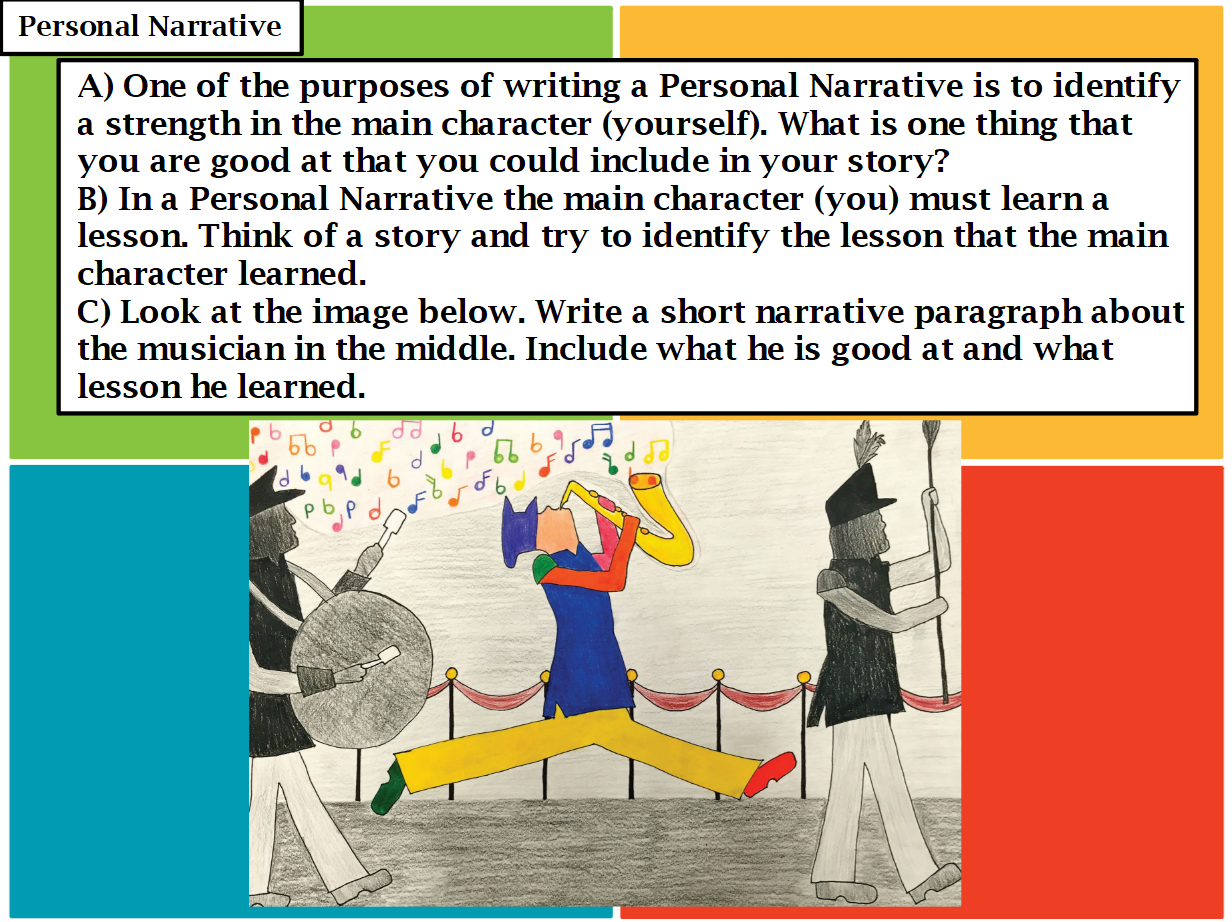 Personal Narrative
A) One of the purposes of writing a Personal Narrative is to identify
a strength in the main character (yourself). What is one thing that
you are good at that you could include in your story?
B) In a Personal Narrative the main character (you) must learn a
lesson. Think of a story and try to identify the lesson that the main
character learned.
C) Look at the image below. Write a short narrative paragraph about
the musician in the middle. Include what he is good at and what
lesson he learned.